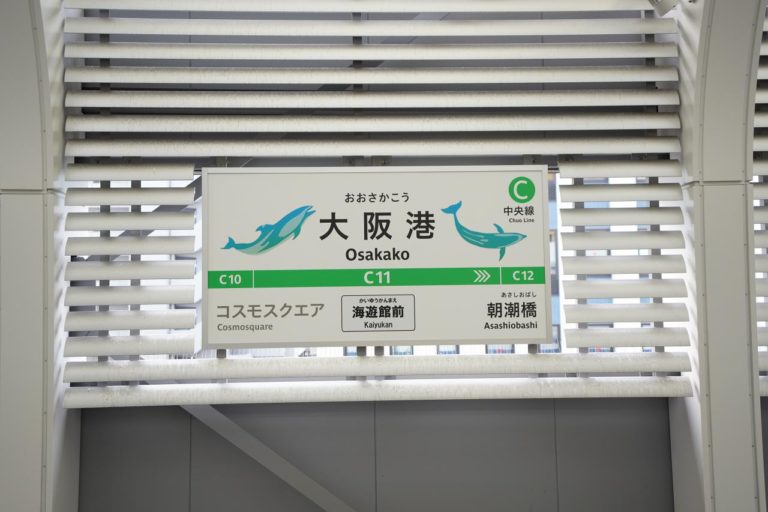 おおさかこう
大阪港
Osakako
C
中央線
Chuo Line
C10
C11
C12
コスモスクエア
Cosmosquare
かいゆうかんまえ
海遊館前
Kaiyukan
あさしおばし
朝潮橋
Asashiobashi